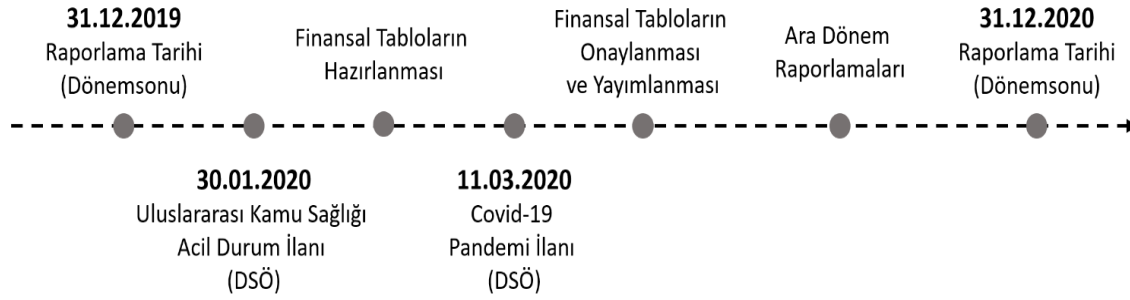 31.12.2019
Raporlama Tarihi
(Dönemsonu)
Finansal Tabloların
Hazırlanması
Finansal Tabloların
Onaylanması
ve Yayımlanması
Ara Dönem
Raporlamaları
31.12.2020
Raporlama Tarihi
(Dönemsonu)
30.01.2020
Uluslararası Kamu Sağlığı
Acil Durum İlanı
(DSÖ)
11.03.2020
Covid-19
Pandemi İlanı
(DSÖ)